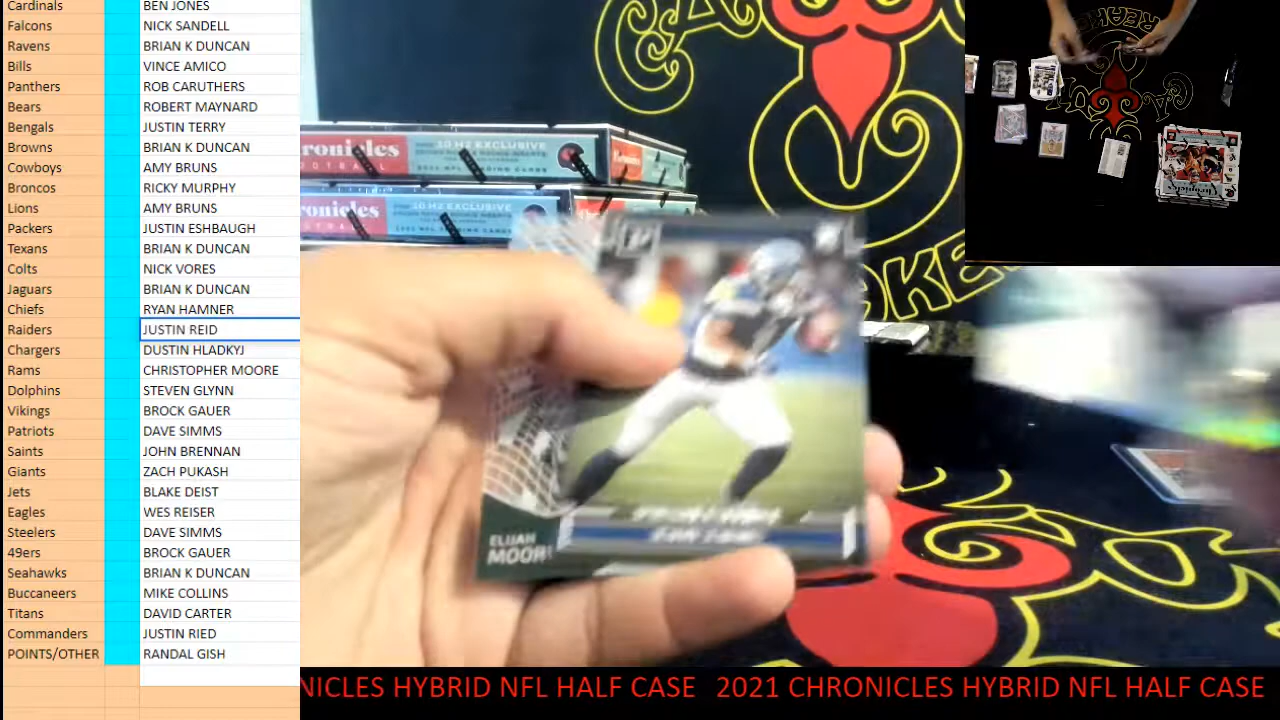 Cardinals BEN JONES
Falcons NICK SANDELL
Ravens BRIAN K DUNCAN
Bills VINCE AMICO
Panthers ROB CARUTHERS
Bears ROBERT MAYNARD
Bengals JUSTIN TERRY
Browns BRIAN K DUNCAN
Cowboys AMY BRUNS
Broncos RICKY MURPHY
Lions AMY BRUNS
Packers JUSTIN ESHBAUGH
Texans BRIAN K DUNCAN
Colts NICK VORES
Jaguars BRIAN K DUNCAN
Chiefs RYAN HAMNER
Raiders JUSTIN REID
Chargers DUSTIN HLADKYJ
Rams CHRISTOPHER MOORE
Dolphins STEVEN GLYNN
Vikings BROCK GAUER
Patriots DAVE SIMMS
Saints JOHN BRENNAN
Giants ZACH PUKASH
Jets BLAKE DEIST
Eagles WES REISER
Steelers DAVE SIMMS
49ers BROCK GAUER
Seahawks BRIAN K DUNCAN
Buccaneers MIKE COLLINS
Titans DAVID CARTER
Commanders JUSTIN RIED
POINTS/OTHER RANDAL GISH
ronicles
FOOTBALL
10 H2 EXCLUSIVE
ronicles
10 H2 EXCLUSIVE
ELIJAH
MOORE
NICLES HYBRID NFL HALF CASE 2021 CHRONICLES HYBRID NFL HALF CASE